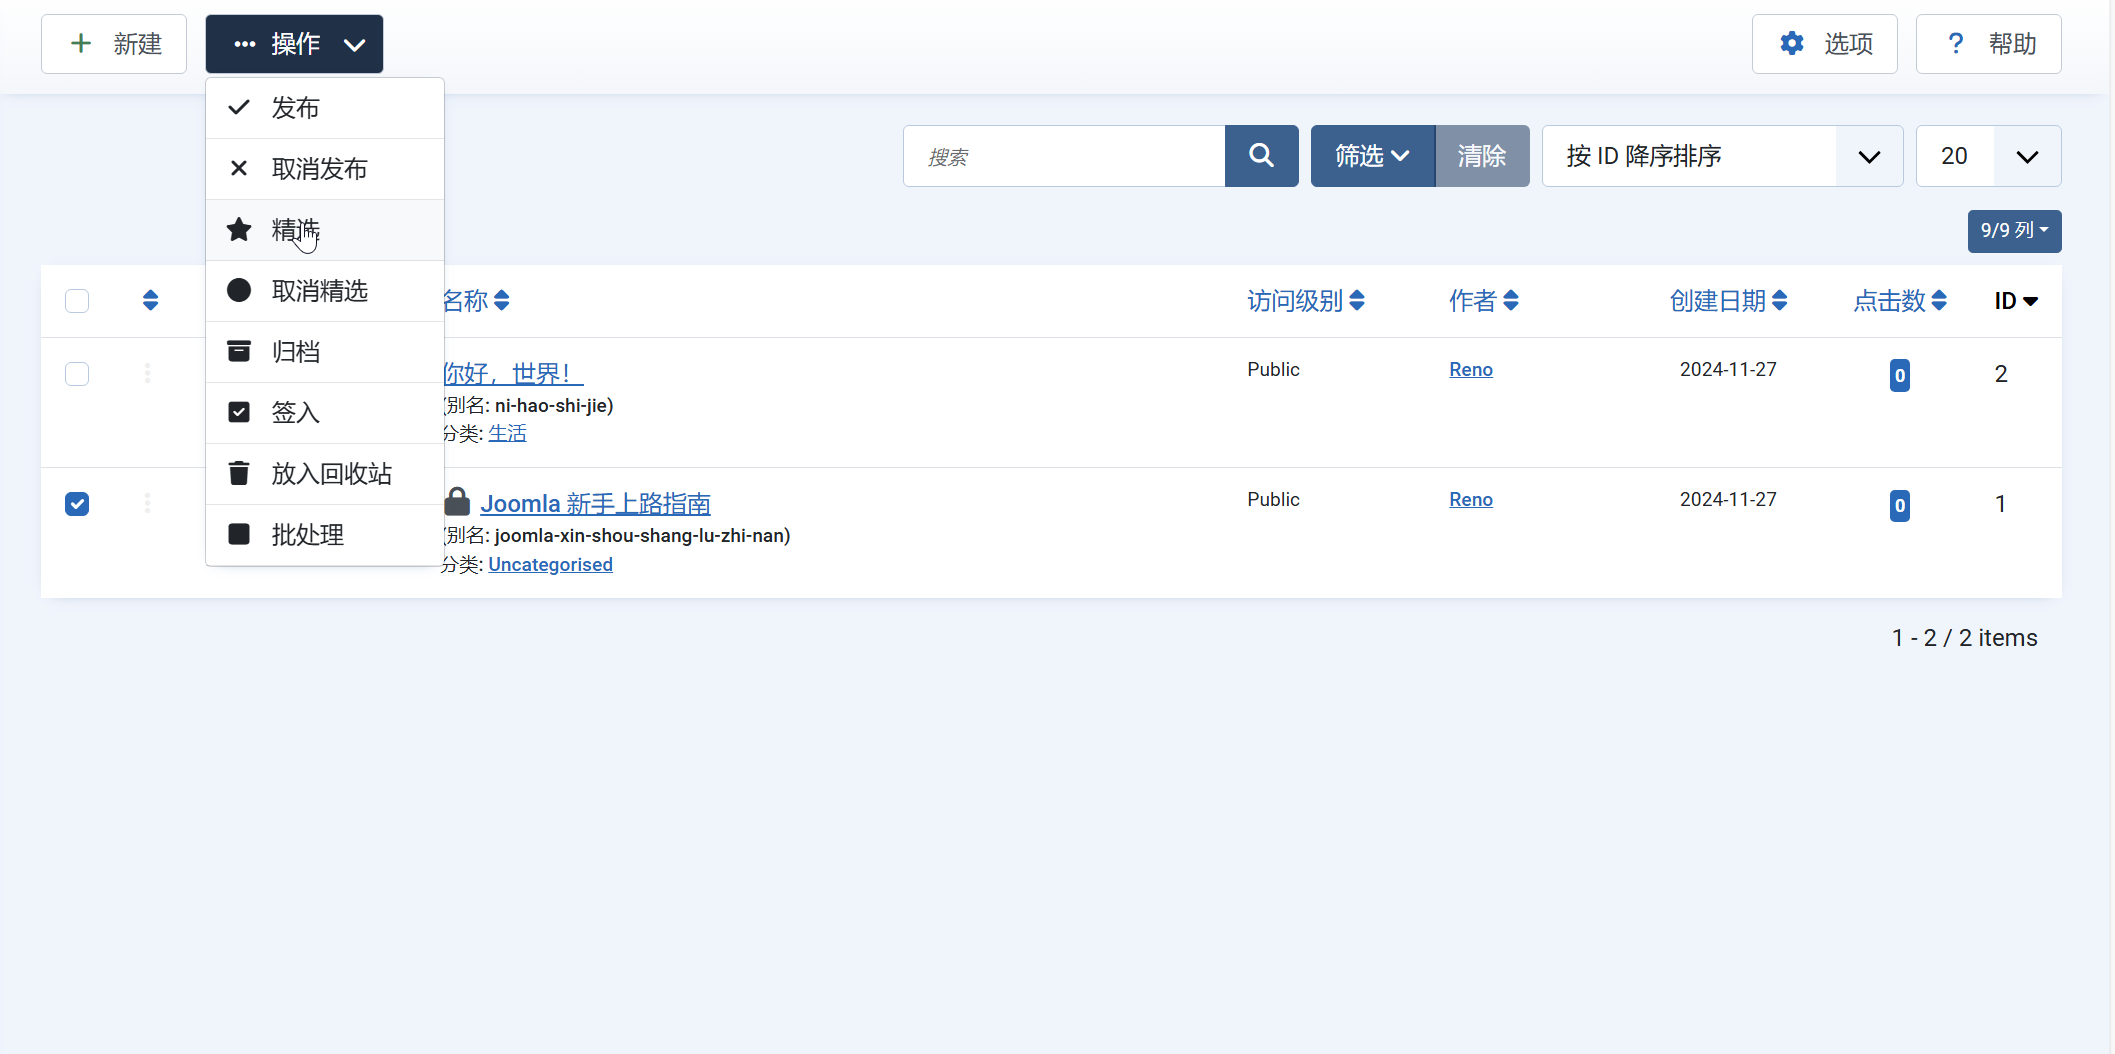 新建
操作
选项
帮助
发布
取消发布
精选
取消精选
归档
签入
放入回收站
批处理
搜索
筛选
清除
按 ID 降序排序
20
9/9 列
名称
访问级别
作者
创建日期
点击数
ID
你好，世界！
Public
Reno
2024-11-27
0
2
(别名: ni-hao-shi-jie)
分类: 生活
Joomla 新手上路指南
Public
Reno
2024-11-27
0
1
(别名: joomla-xin-shou-shang-lu-zhi-nan)
分类: Uncategorised
1 - 2 / 2 items